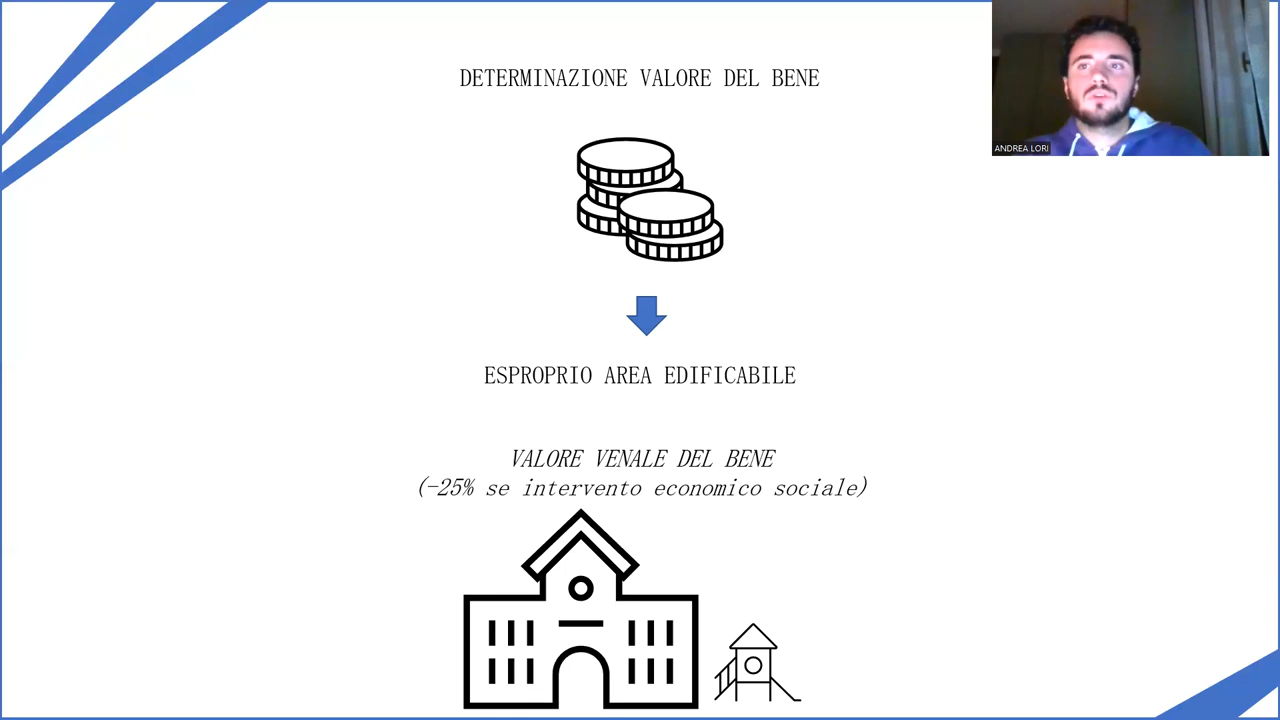 DETERMINAZIONE VALORE DEL BENE
ANDREA LORI
ESPROPRIO AREA EDIFICABILE
VALORE VENALE DEL BENE
(-25% se intervento economico sociale)